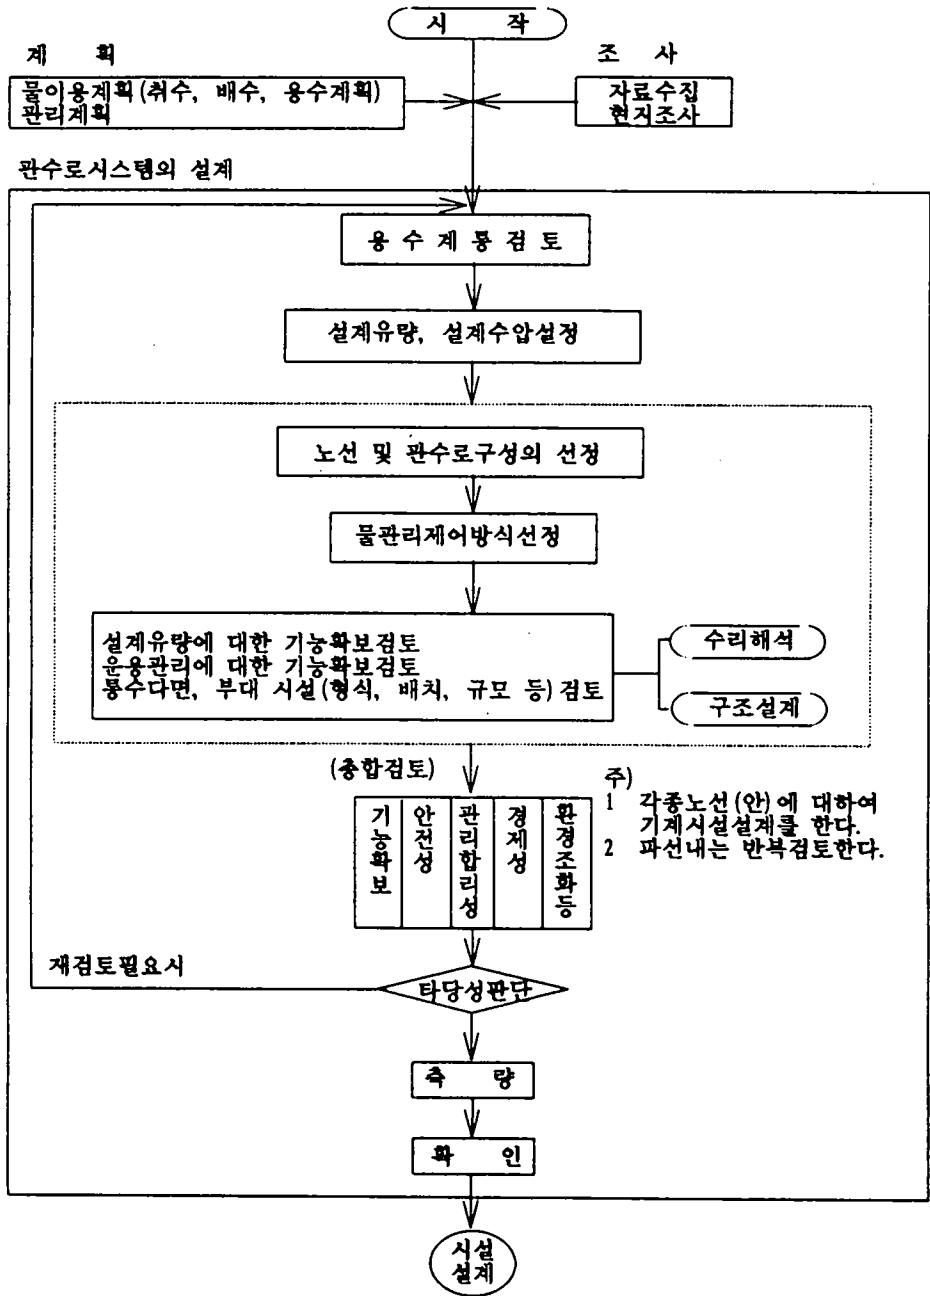 시 작
계 획
물이용계획(취수, 배수, 용수계획)
관리계획
조 사
자료수집
현지조사
관수로시스템의 설계
용 수 계 통 검 토
설계유량, 설계수압설정
노선 및 관수로구성의 선정
물관리제어방식선정
설계유량에 대한 기능확보검토
운용관리에 대한 기능확보검토
통수다면, 부대 시설(형식, 배치, 규모 등)검토
수리해석
구조설계
(종합검토)
기능확보
안전성
관리합리성
경제성
환경조화등
주)
1 각종노선(안)에 대하여
기계시설설계를 한다.
2 파선내는 반복검토한다.
재검토필요시
타당성판단
측 량
확 인
시설
설계